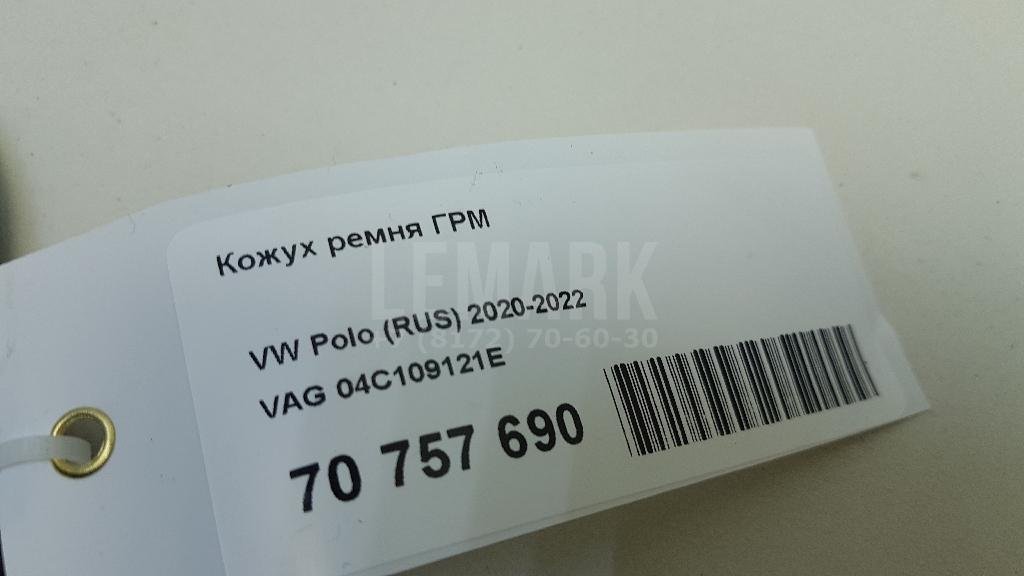 Кожух ремня ГРМ
LEMARK
VW Polo (RUS) 2020-2022
(8172) 70-60-30
VAG 04C109121E
70 757 690